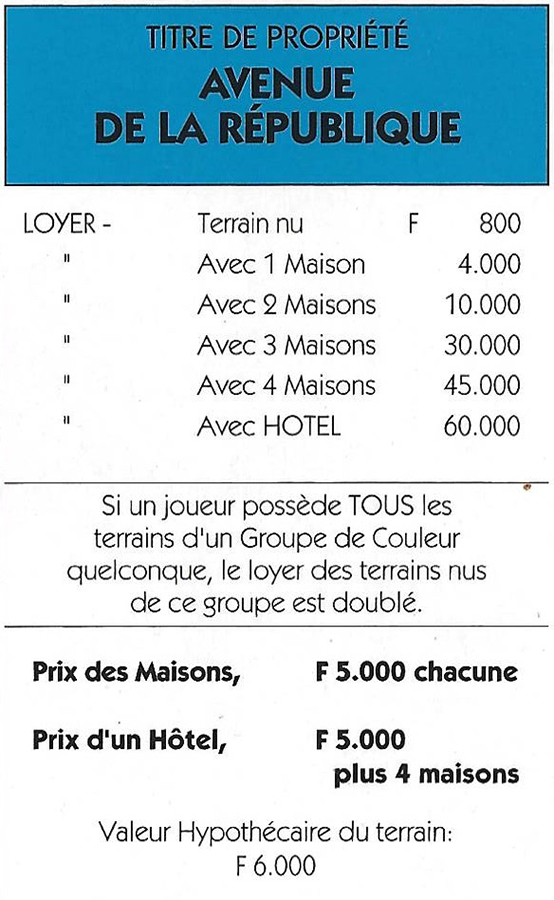 TITRE DE PROPRIÉTÉ
AVENUE
DE LA RÉPUBLIQUE
LOYER - Terrain nu F 800
" Avec 1 Maison 4.000
" Avec 2 Maisons 10.000
" Avec 3 Maisons 30.000
" Avec 4 Maisons 45.000
" Avec HOTEL 60.000
Si un joueur possède TOUS les
terrains d'un Groupe de Couleur
quelconque, le loyer des terrains nus
de ce groupe est doublé.
Prix des Maisons, F 5.000 chacune
Prix d'un Hôtel, F 5.000
plus 4 maisons
Valeur Hypothécaire du terrain:
F 6.000